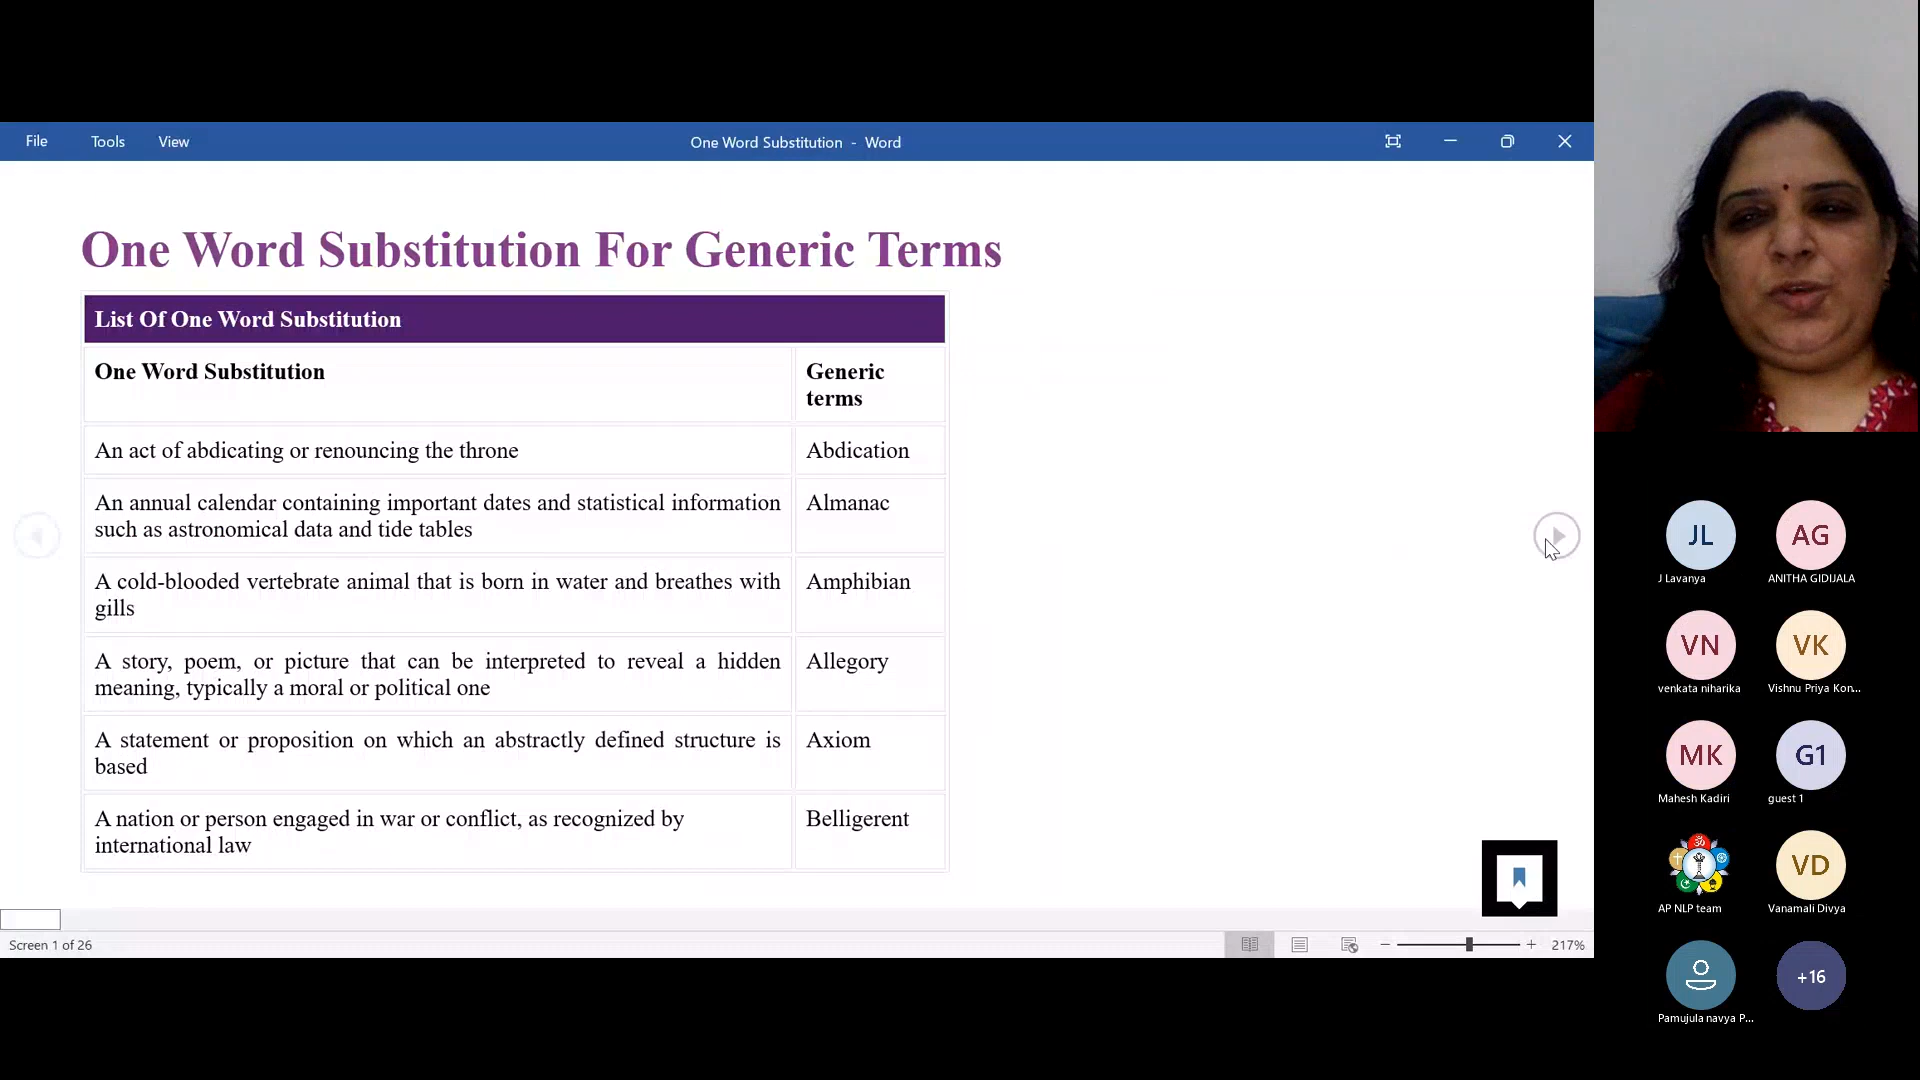 File Tools View One Word Substitution - Word
One Word Substitution For Generic Terms
List Of One Word Substitution
One Word Substitution Generic
terms
An act of abdicating or renouncing the throne Abdication
An annual calendar containing important dates and statistical information Almanac
such as astronomical data and tide tables
A cold-blooded vertebrate animal that is born in water and breathes with Amphibian
gills
A story, poem, or picture that can be interpreted to reveal a hidden Allegory
meaning, typically a moral or political one
A statement or proposition on which an abstractly defined structure is Axiom
based
A nation or person engaged in war or conflict, as recognized by Belligerent
international law
Screen 1 of 26 217%
JL AG
J Lavanya ANITHA GIDIJALA
VN VK
venkata niharika Vishnu Priya Kon...
MK G1
Mahesh Kadiri guest 1
VD
AP NLP team Vanamali Divya
+16
Pamujula navya P...